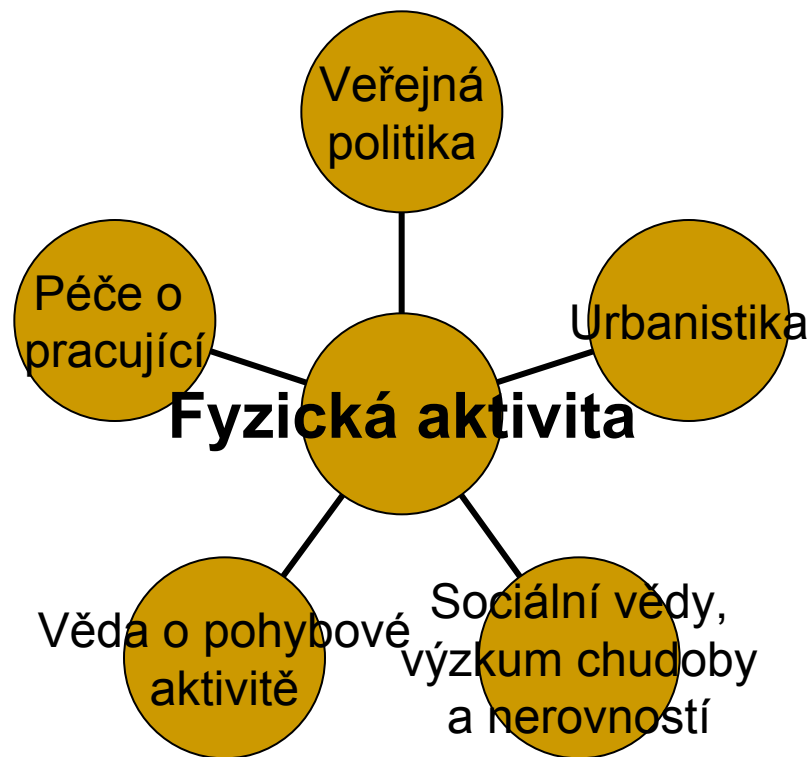 Veřejná
politika
Péče o
pracující
Urbanistika
Fyzická aktivita
Věda o pohybové
aktivitě
Sociální vědy,
výzkum chudoby
a nerovností